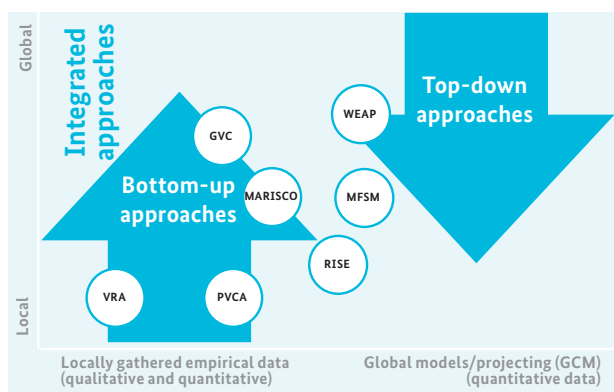 Global
Integrated
approaches
Top-down
approaches
WEAP
GVC
Bottom-up
approaches
MARISCO
MFSM
RISE
VRA
PVCA
Local
Locally gathered empirical data
(qualitative and quantitative)
Global models/projecting (GCM)
(quantitative data)